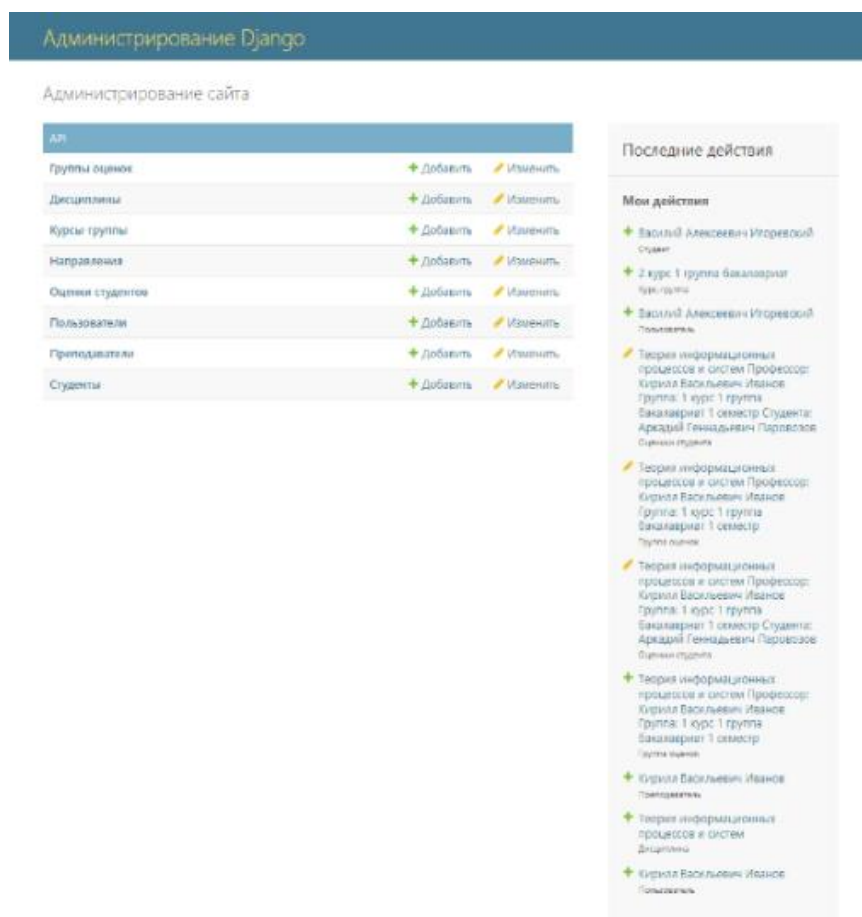 Администрирование Django
Администрирование сайта
API
Группы оценок Добавить Изменить
Дисциплины Добавить Изменить
Курсы группы Добавить Изменить
Направления Добавить Изменить
Оценки студентов Добавить Изменить
Пользователи Добавить Изменить
Преподаватели Добавить Изменить
Студенты Добавить Изменить
Последние действия
Мои действия
Василий Алексеевич Игоревский
Студент
2 курс 1 группа бакалавриат
Курс группа
Василий Алексеевич Игоревский
Пользователь
Теория информационных
процессов и систем Профессор:
Кирилл Васильевич Иванов
Группа: 1 курс 1 группа
бакалавриат 1 семестр Студента:
Аркадий Геннадьевич Паровозов
Оценки студента
Теория информационных
процессов и систем Профессор:
Кирилл Васильевич Иванов
Группа: 1 курс 1 группа
бакалавриат 1 семестр
Группа оценок
Теория информационных
процессов и систем Профессор:
Кирилл Васильевич Иванов
Группа: 1 курс 1 группа
бакалавриат 1 семестр Студента:
Аркадий Геннадьевич Паровозов
Оценки студента
Теория информационных
процессов и систем Профессор:
Кирилл Васильевич Иванов
Группа: 1 курс 1 группа
бакалавриат 1 семестр
Группа оценок
Кирилл Васильевич Иванов
Преподаватель
Теория информационных
процессов и систем
Дисциплина
Кирилл Васильевич Иванов
Пользователь